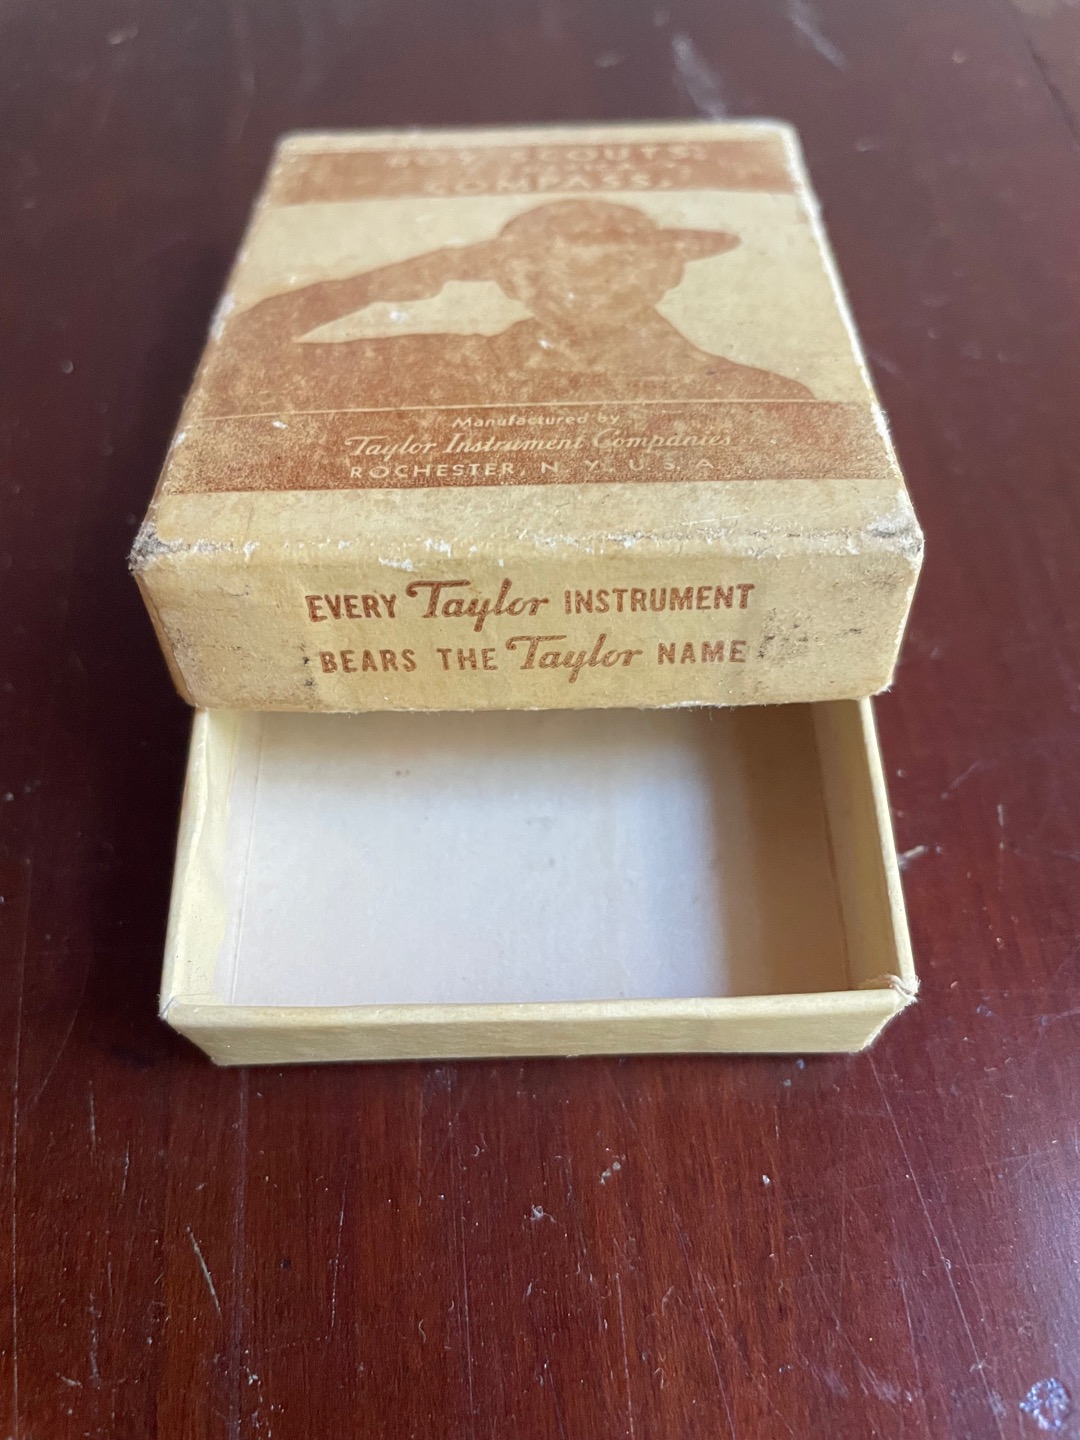 BOY SCOUTS
COMPASS
Manufactured by
Taylor Instrument Companies
ROCHESTER, N. Y. U. S. A.
EVERY Taylor INSTRUMENT
BEARS THE Taylor NAME